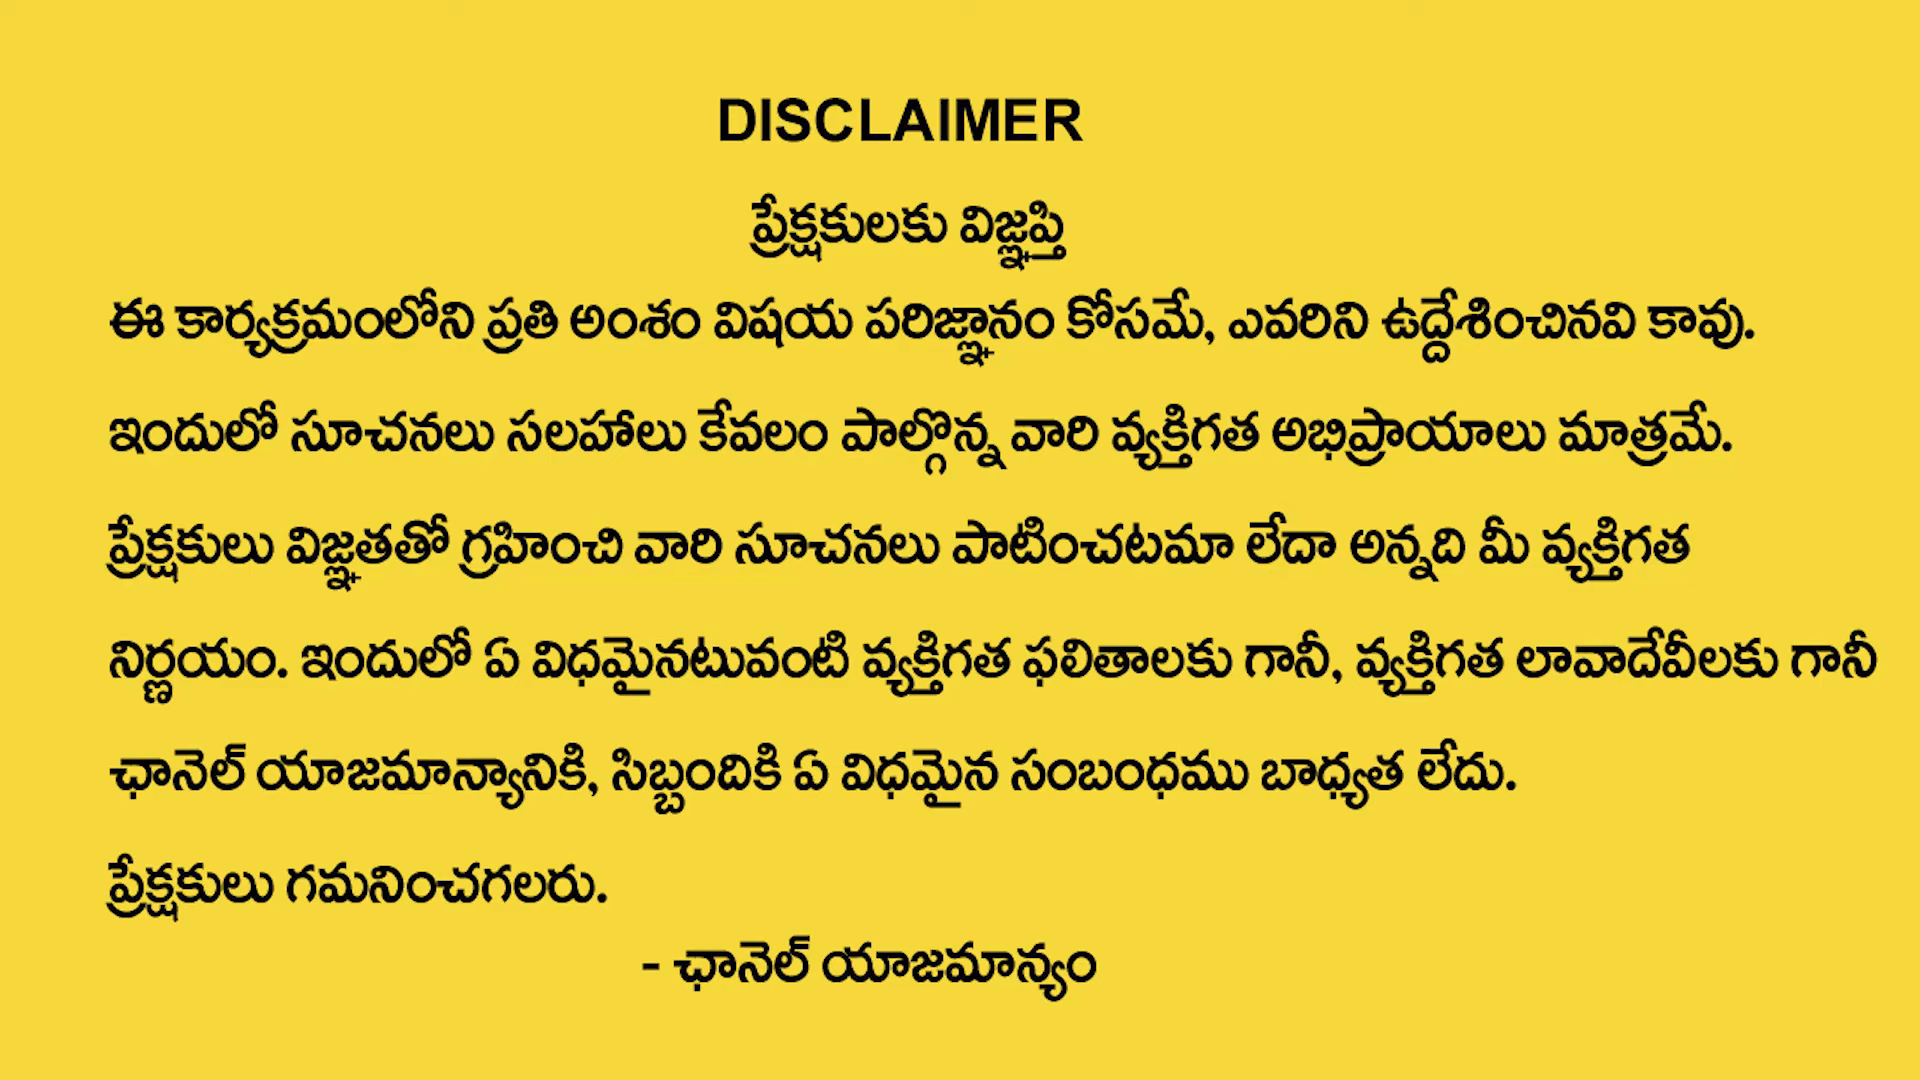 DISCLAIMER
ప్రేక్షకులకు విజ్ఞప్తి
ఈ కార్యక్రమంలోని ప్రతి అంశం విషయ పరిజ్ఞానం కోసమే, ఎవరిని ఉద్దేశించినవి కావు.
ఇందులో సూచనలు సలహాలు కేవలం పాల్గొన్న వారి వ్యక్తిగత అభిప్రాయాలు మాత్రమే.
ప్రేక్షకులు విజ్ఞతతో గ్రహించి వారి సూచనలు పాటించటమా లేదా అన్నది మీ వ్యక్తిగత
నిర్ణయం. ఇందులో ఏ విధమైనటువంటి వ్యక్తిగత ఫలితాలకు గానీ, వ్యక్తిగత లావాదేవీలకు గానీ
ఛానెల్ యాజమాన్యానికి, సిబ్బందికి ఏ విధమైన సంబంధము బాధ్యత లేదు.
ప్రేక్షకులు గమనించగలరు.
- ఛానెల్ యాజమాన్యం